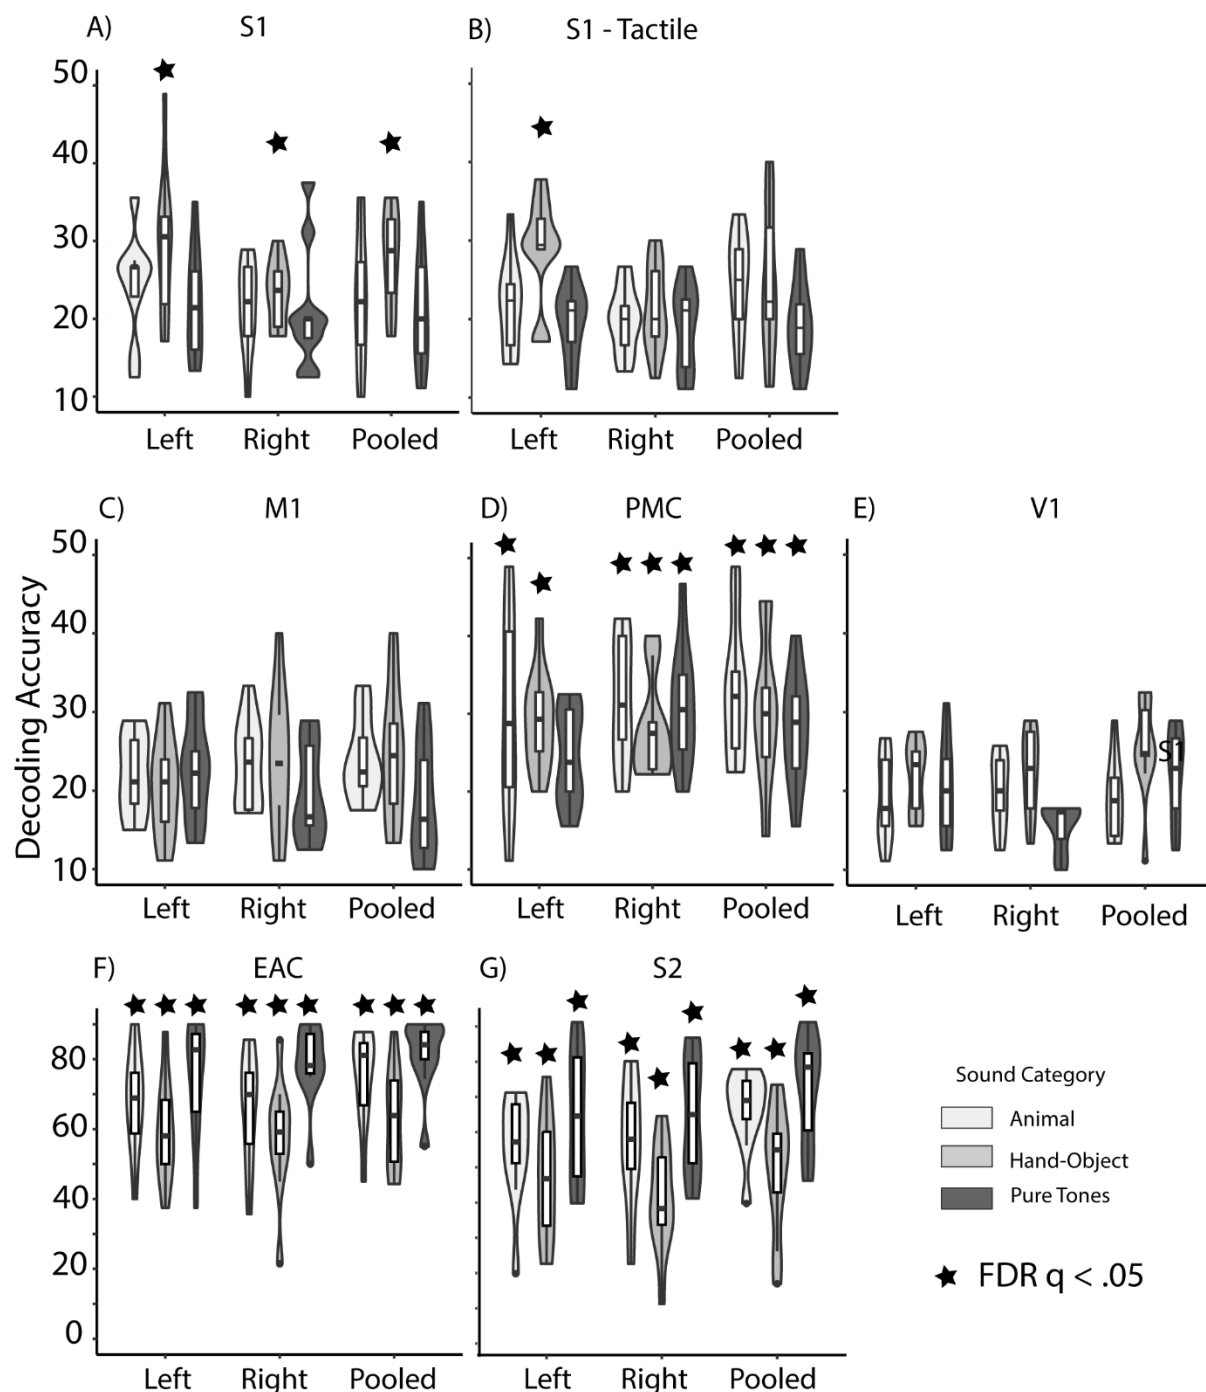 A) S1
B) S1 - Tactile
50
40
30
20
10
Left Right Pooled
Left Right Pooled
C) M1
D) PMC
E) V1
Decoding Accuracy
50
40
30
20
10
S1
Left Right Pooled
Left Right Pooled
Left Right Pooled
F) EAC
G) S2
80
60
40
20
0
Left Right Pooled
Left Right Pooled
Sound Category
Animal
Hand-Object
Pure Tones
FDR q < .05